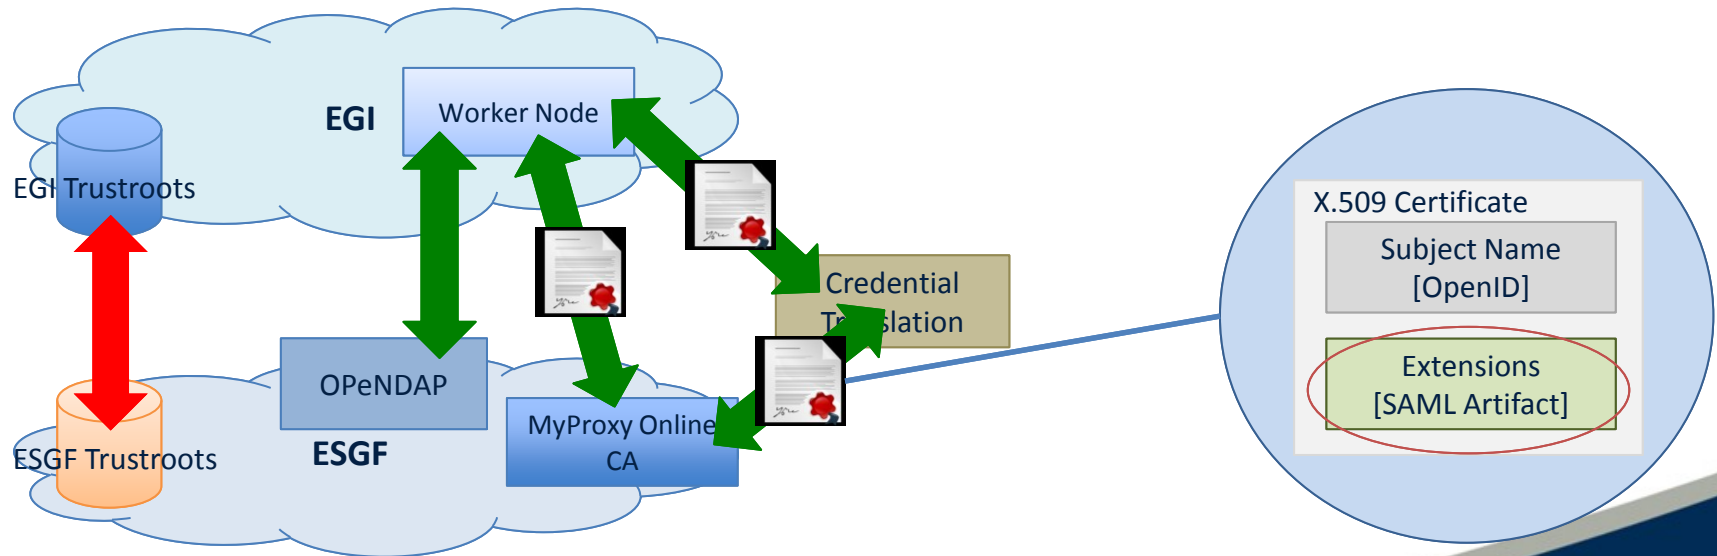 EGI
Worker Node
EGI Trustroots
Credential
Translation
OPeNDAP
ESGF
MyProxy Online
CA
ESGF Trustroots
X.509 Certificate
Subject Name
[OpenID]
Extensions
[SAML Artifact]